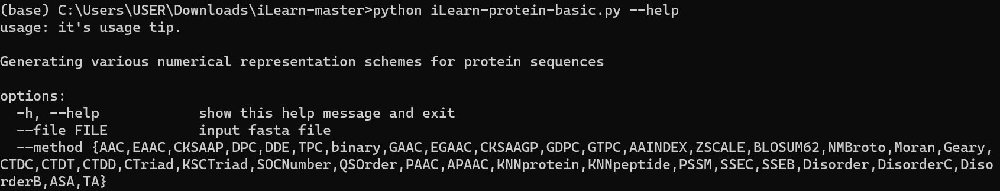 (base) C:\Users\USER\Downloads\iLearn-master>python iLearn-protein-basic.py --help
usage: it's usage tip.
Generating various numerical representation schemes for protein sequences
options:
  -h, --help            show this help message and exit
  --file FILE           input fasta file
  --method {AAC,EAAC,CKSAAP,DPC,DDE,TPC,binary,GAAC,EGAAC,CKSAAGP,GDPC,GTPC,AAINDEX,ZSCALE,BLOSUM62,NMBroto,Moran,Geary,
CTDC,CTDT,CTDD,CTriad,KSCTriad,SOCNumber,QSOrder,PAAC,APAAC,KNNprotein,KNNpeptide,PSSM,SSEC,SSEB,Disorder,DisorderC,Diso
rderB,ASA,TA}